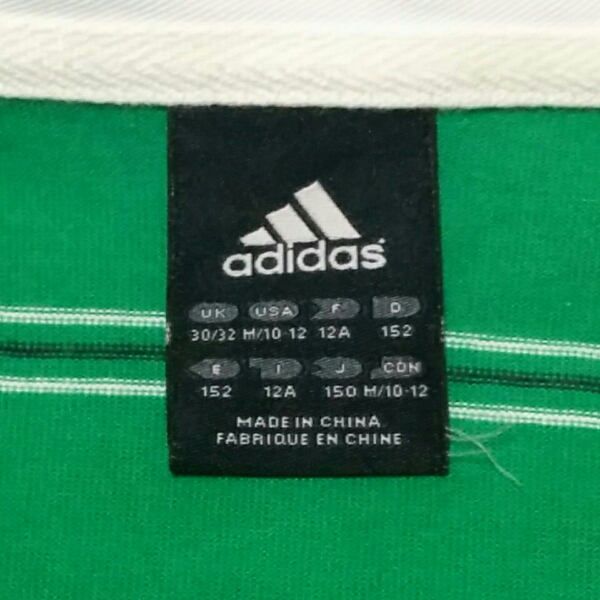 adidas
UK USA F D
30/32 M/10-12 12A 152
E I J CDN
152 12A 150 M/10-12
MADE IN CHINA
FABRIQUE EN CHINE